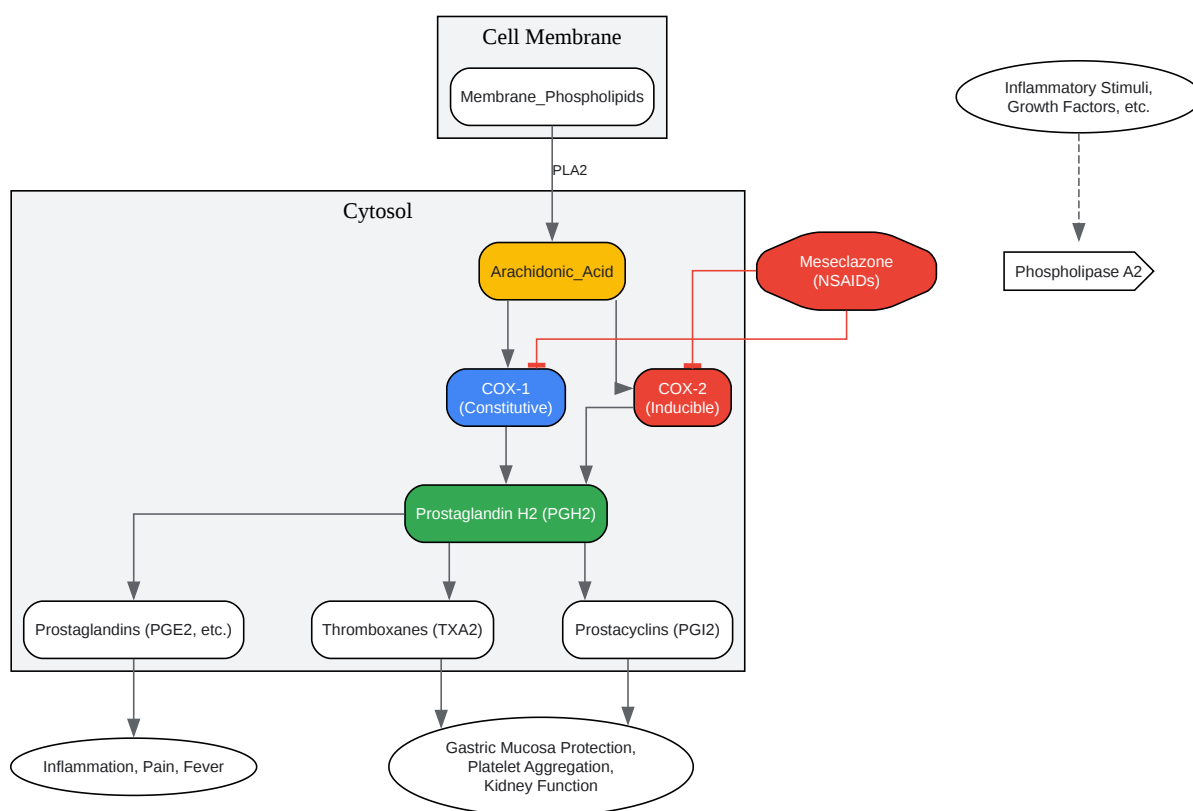 Cell Membrane
Membrane_Phospholipids
Inflammatory Stimuli,
Growth Factors, etc.
PLA2
Cytosol
Arachidonic_Acid
Meseclazone
(NSAIDs)
Phospholipase A2
COX-1
(Constitutive)
COX-2
(Inducible)
Prostaglandin H2 (PGH2)
Prostaglandins (PGE2, etc.)
Thromboxanes (TXA2)
Prostacyclins (PGI2)
Inflammation, Pain, Fever
Gastric Mucosa Protection,
Platelet Aggregation,
Kidney Function